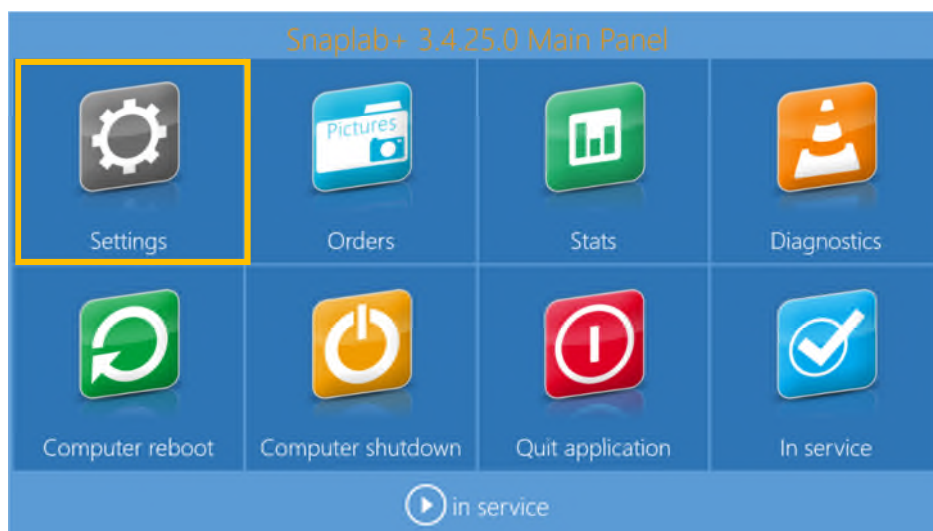 Snaplab+ 3.4.25.0 Main Panel
Pictures
Settings Orders Stats Diagnostics
Computer reboot Computer shutdown Quit application In service
in service